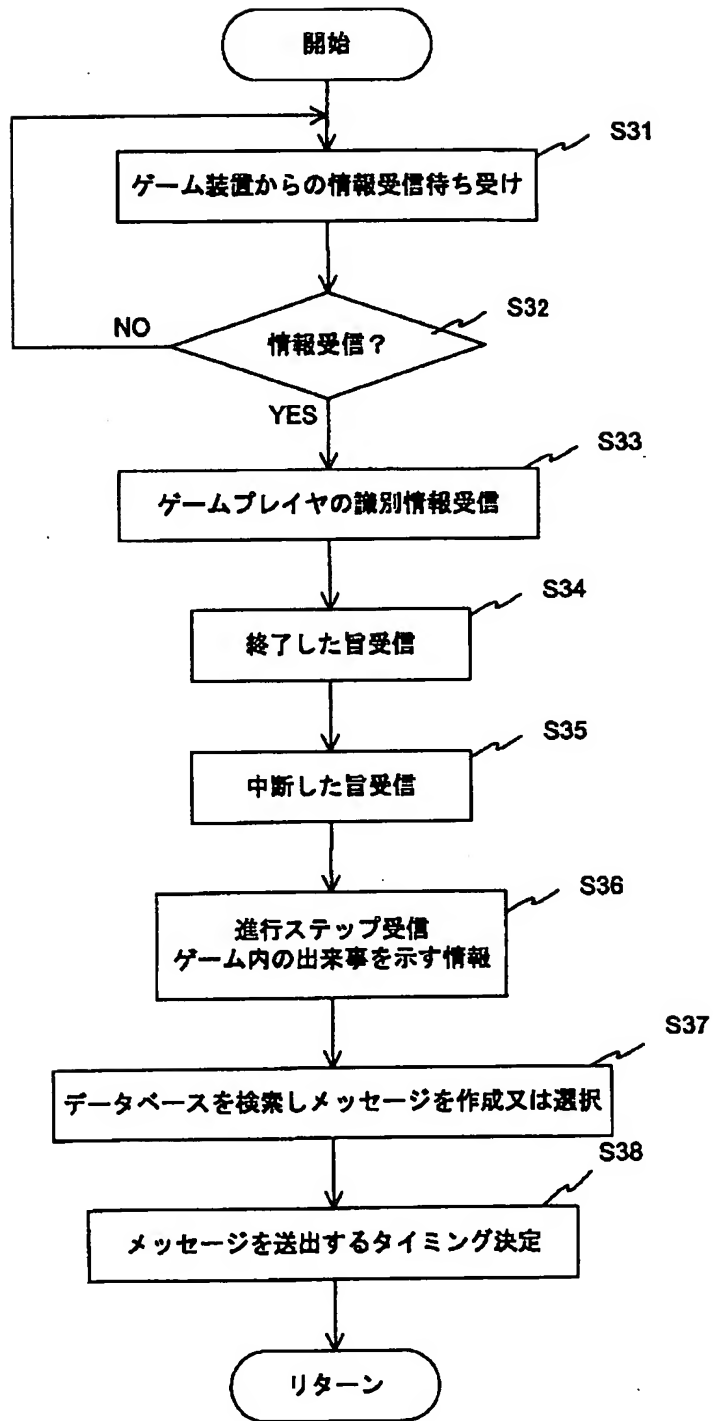 開始
S31
ゲーム装置からの情報受信待ち受け
S32
情報受信？
NO
YES
S33
ゲームプレイヤの識別情報受信
S34
終了した旨受信
S35
中断した旨受信
S36
進行ステップ受信
ゲーム内の出来事を示す情報
S37
データベースを検索しメッセージを作成又は選択
S38
メッセージを送出するタイミング決定
リターン